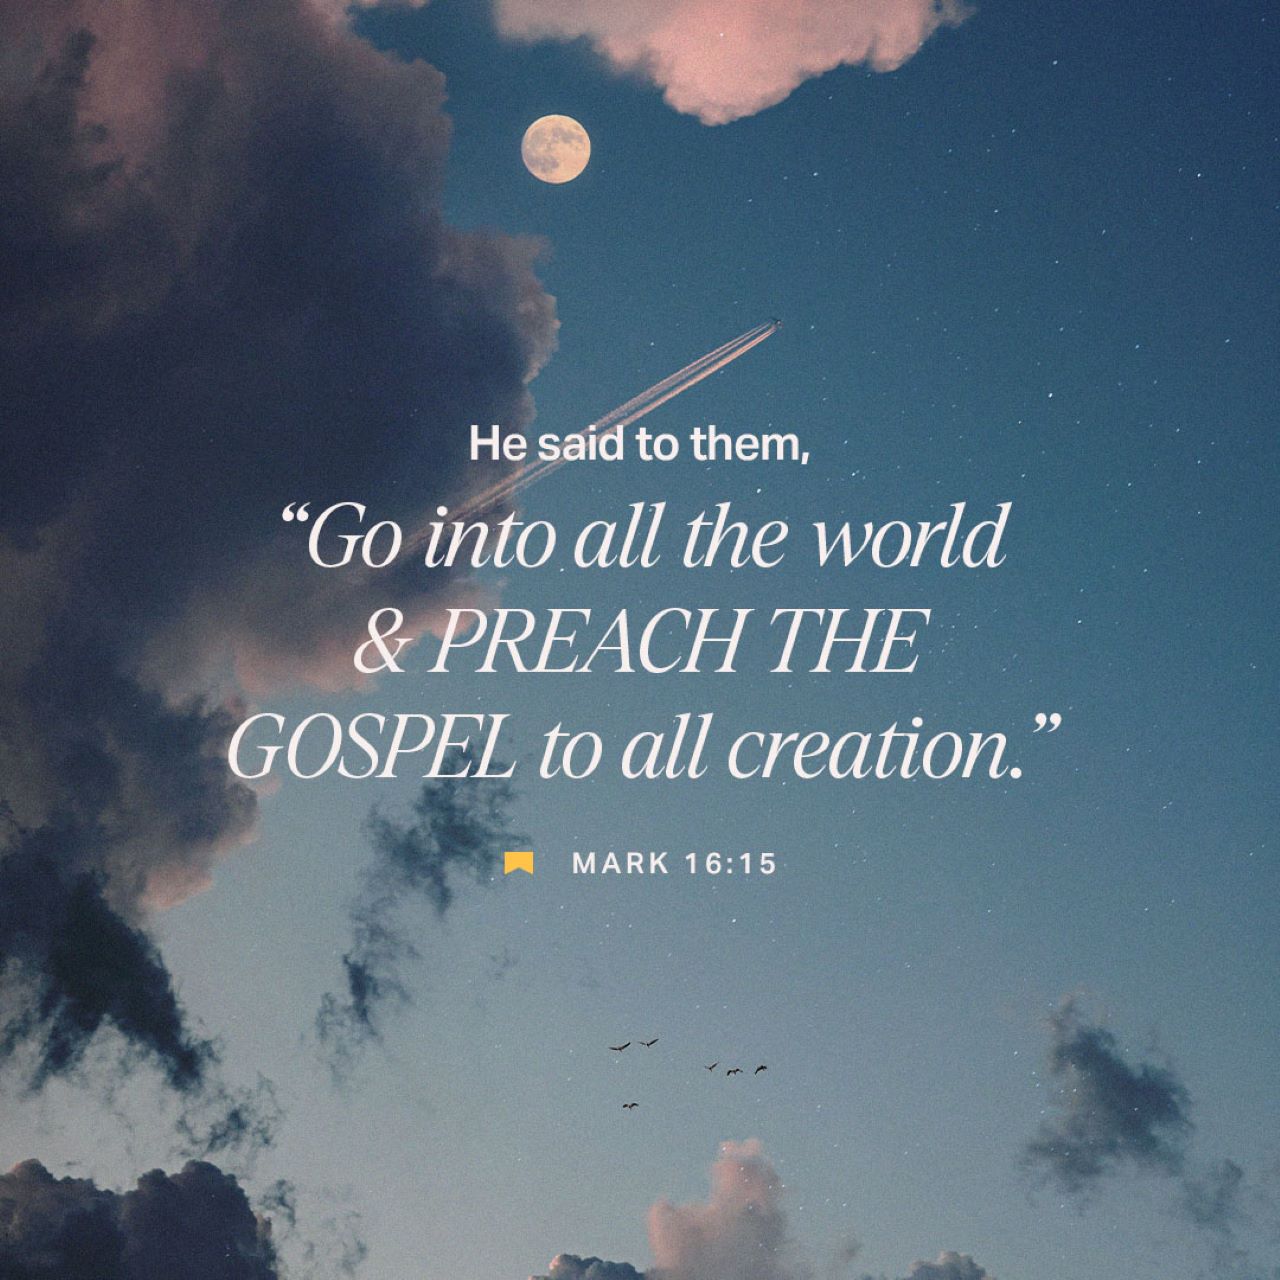 He said to them,
“Go into all the world
& PREACH THE
GOSPEL to all creation.”
MARK 16:15